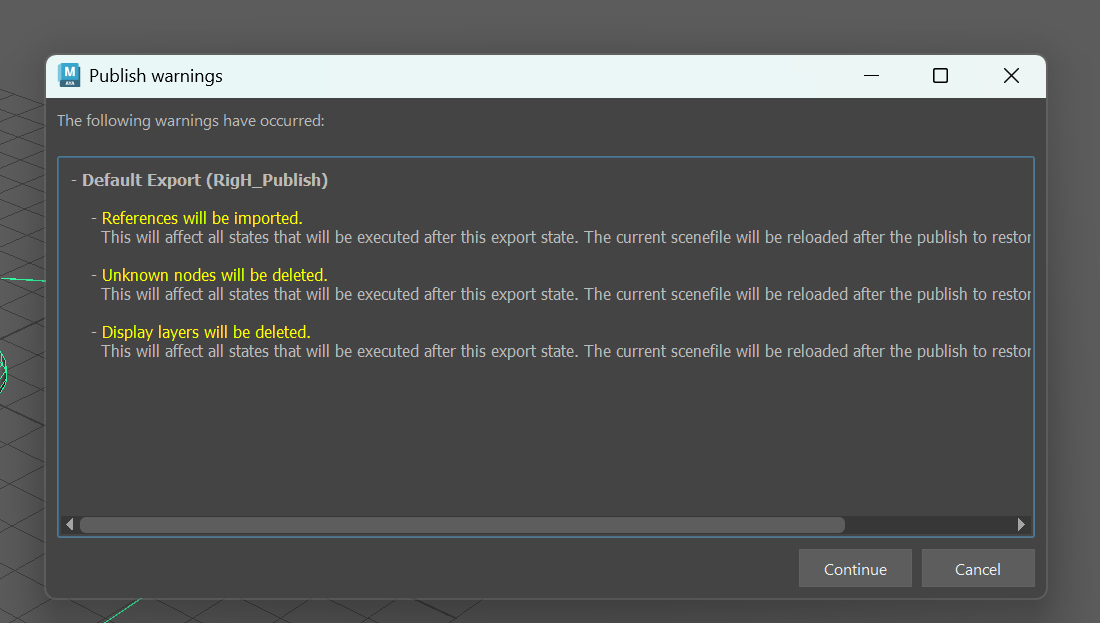 M
AYA
Publish warnings
The following warnings have occurred:
- Default Export (RigH_Publish)
- References will be imported.
This will affect all states that will be executed after this export state. The current scenefile will be reloaded after the publish to restor
- Unknown nodes will be deleted.
This will affect all states that will be executed after this export state. The current scenefile will be reloaded after the publish to restor
- Display layers will be deleted.
This will affect all states that will be executed after this export state. The current scenefile will be reloaded after the publish to restor
Continue
Cancel